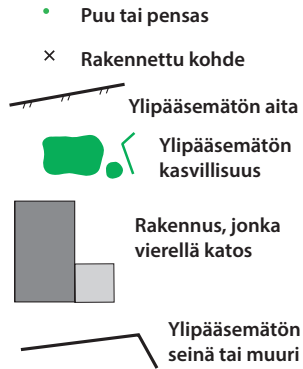 Puu tai pensas
Rakennettu kohde
Ylipääsemätön aita
Ylipääsemätön
kasvillisuus
Rakennus, jonka
vierellä katos
Ylipääsemätön
seinä tai muuri